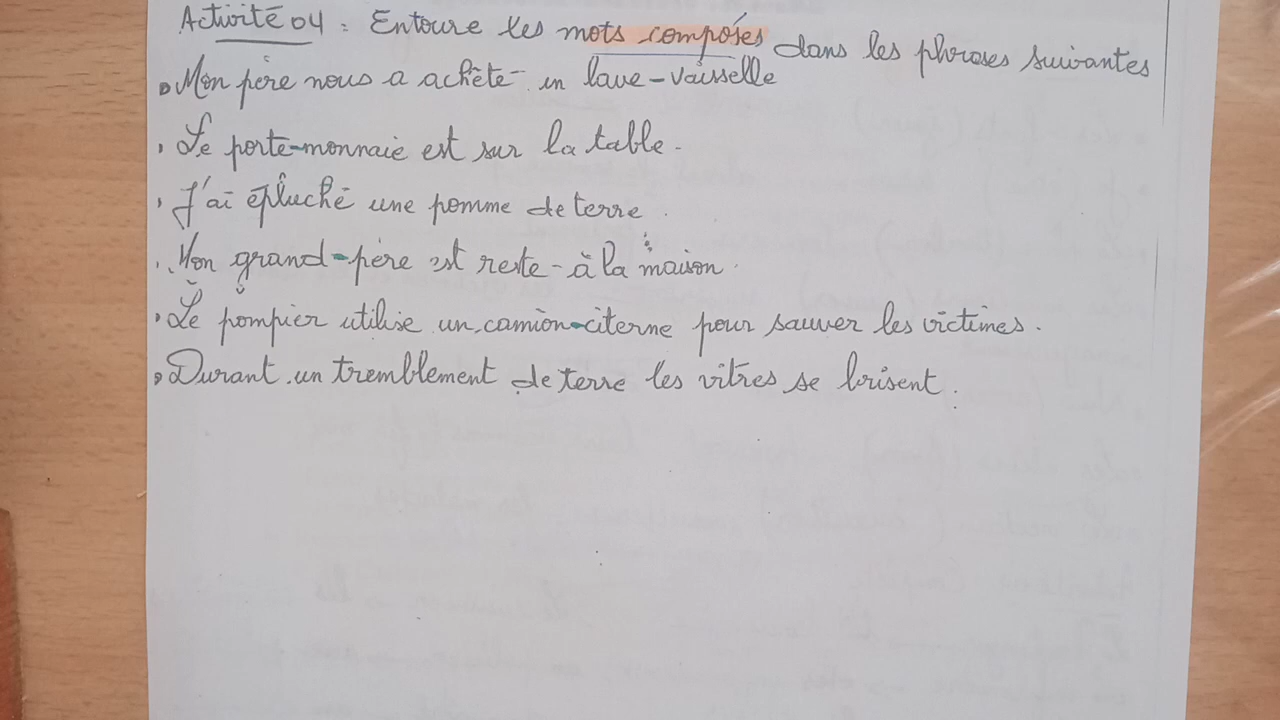 Activité 04 : Entoure les mots composés dans les phrases suivantes
• Mon père nous a achété un lave-vaisselle
• Le porte-monnaie est sur la table.
• J'ai épluché une pomme de terre.
• Mon grand-père est resté à la maison.
• Le pompier utilise un camion-citerne pour sauver les victimes.
• Durant un tremblement de terre les vitres se brisent.